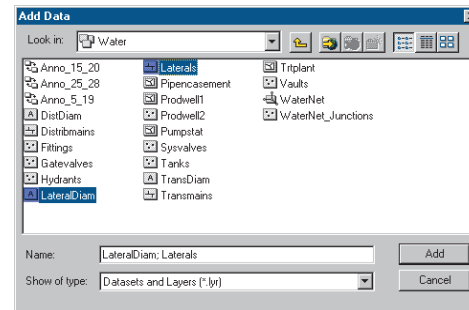 Add Data
Look in: Water
Anno_15_20
Anno_25_28
Anno_5_19
DistDiam
Distribmains
Fittings
Gatevalves
Hydrants
LateralDiam
Laterals
Pipencasement
Prodwell1
Prodwell2
Pumpstat
Sysvalves
Tanks
TransDiam
Transmains
Trtplant
Vaults
WaterNet
WaterNet_Junctions
Name: LateralDiam; Laterals Add
Show of type: Datasets and Layers (*.lyr) Cancel